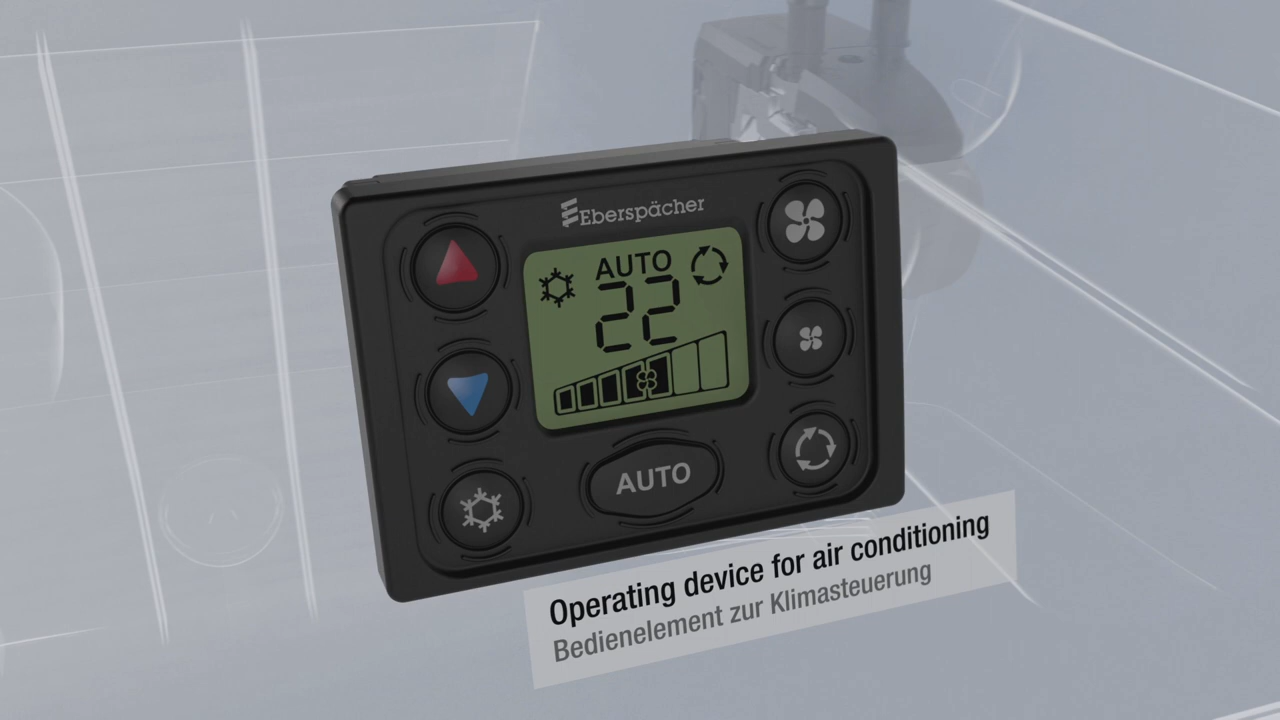 Eberspächer
AUTO
22
AUTO
Operating device for air conditioning
Bedienelement zur Klimasteuerung